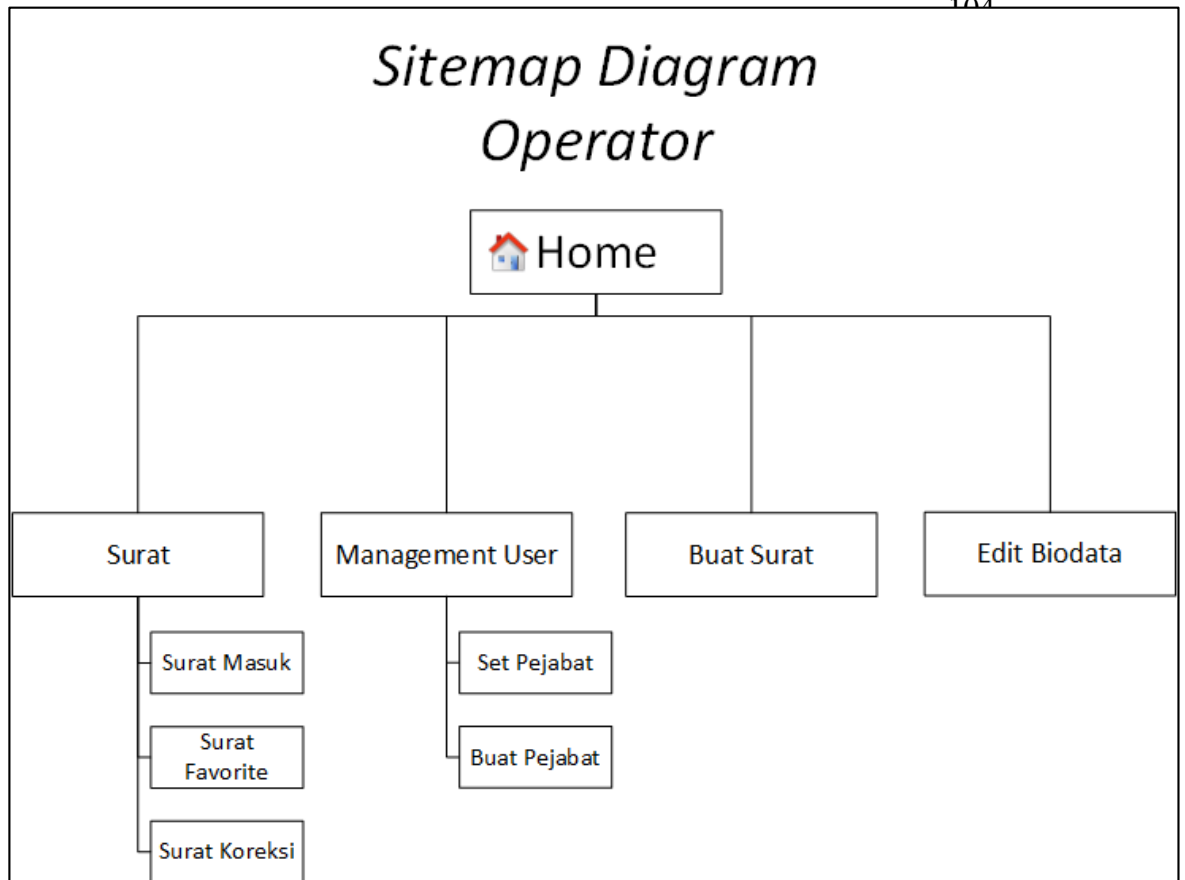 104
Sitemap Diagram
Operator
Home
Surat
Management User
Buat Surat
Edit Biodata
Surat Masuk
Set Pejabat
Surat
Favorite
Buat Pejabat
Surat Koreksi